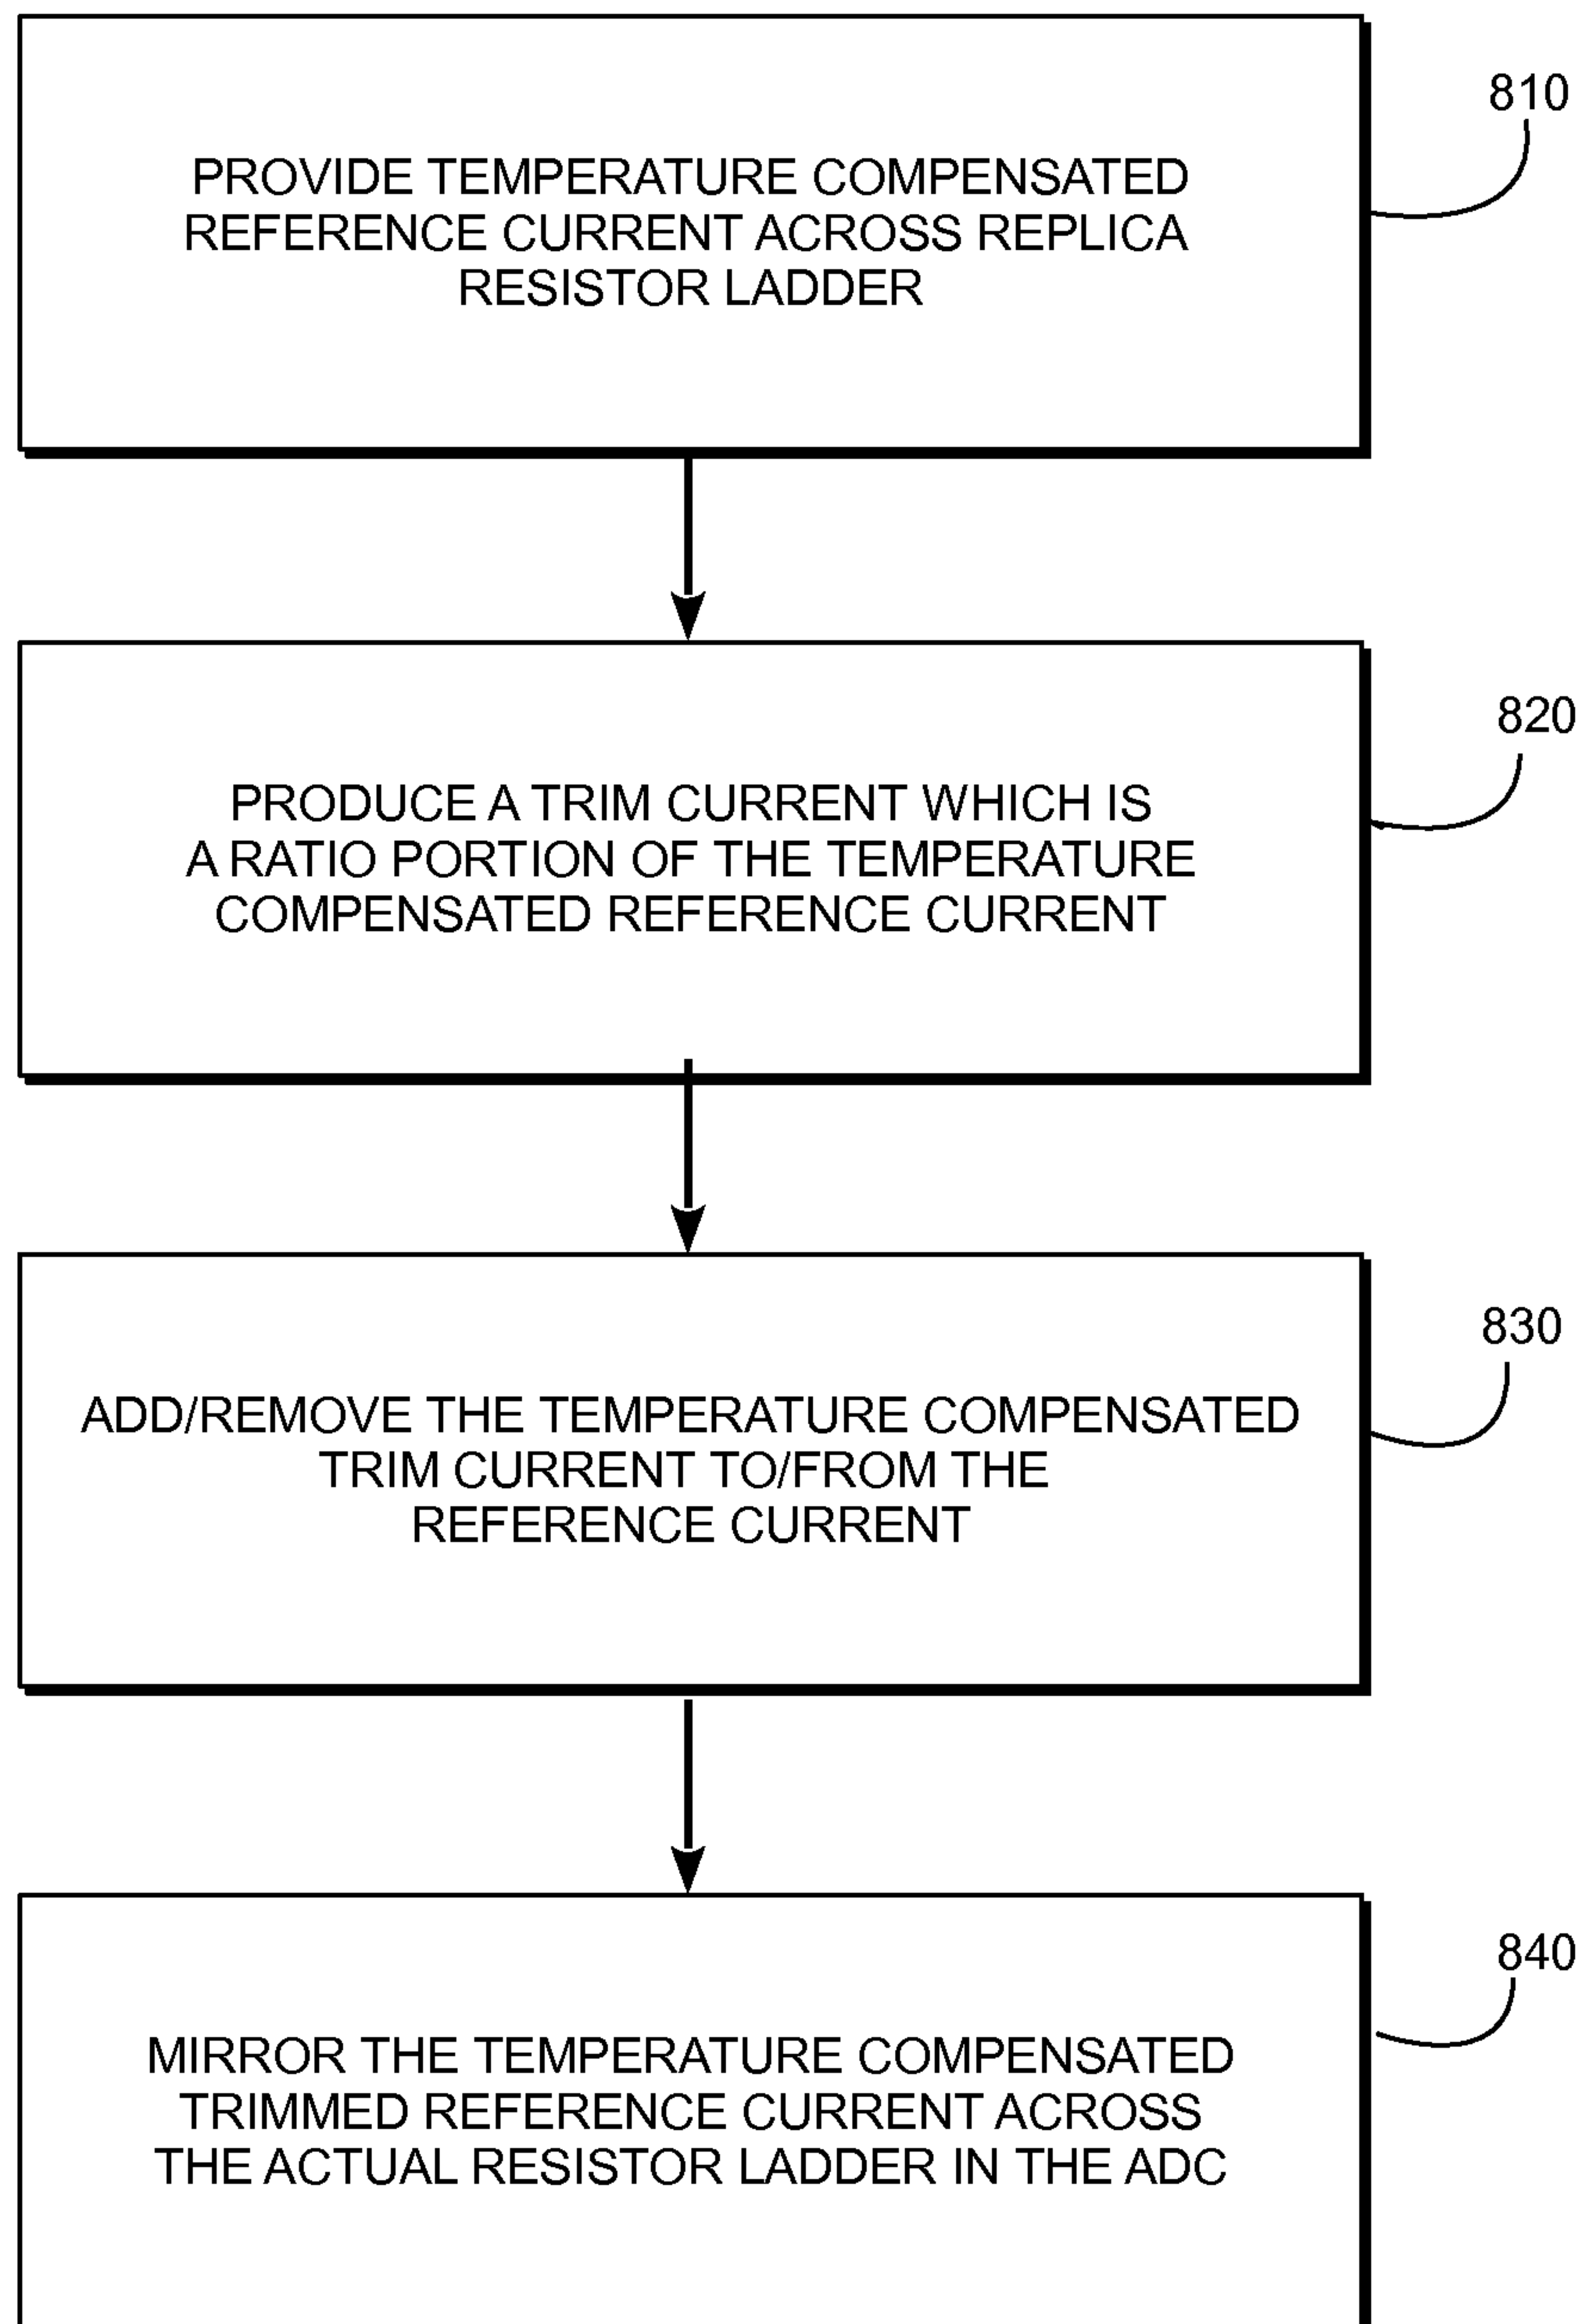 810
PROVIDE TEMPERATURE COMPENSATED
REFERENCE CURRENT ACROSS REPLICA
RESISTOR LADDER
820
PRODUCE A TRIM CURRENT WHICH IS
A RATIO PORTION OF THE TEMPERATURE
COMPENSATED REFERENCE CURRENT
830
ADD/REMOVE THE TEMPERATURE COMPENSATED
TRIM CURRENT TO/FROM THE
REFERENCE CURRENT
840
MIRROR THE TEMPERATURE COMPENSATED
TRIMMED REFERENCE CURRENT ACROSS
THE ACTUAL RESISTOR LADDER IN THE ADC